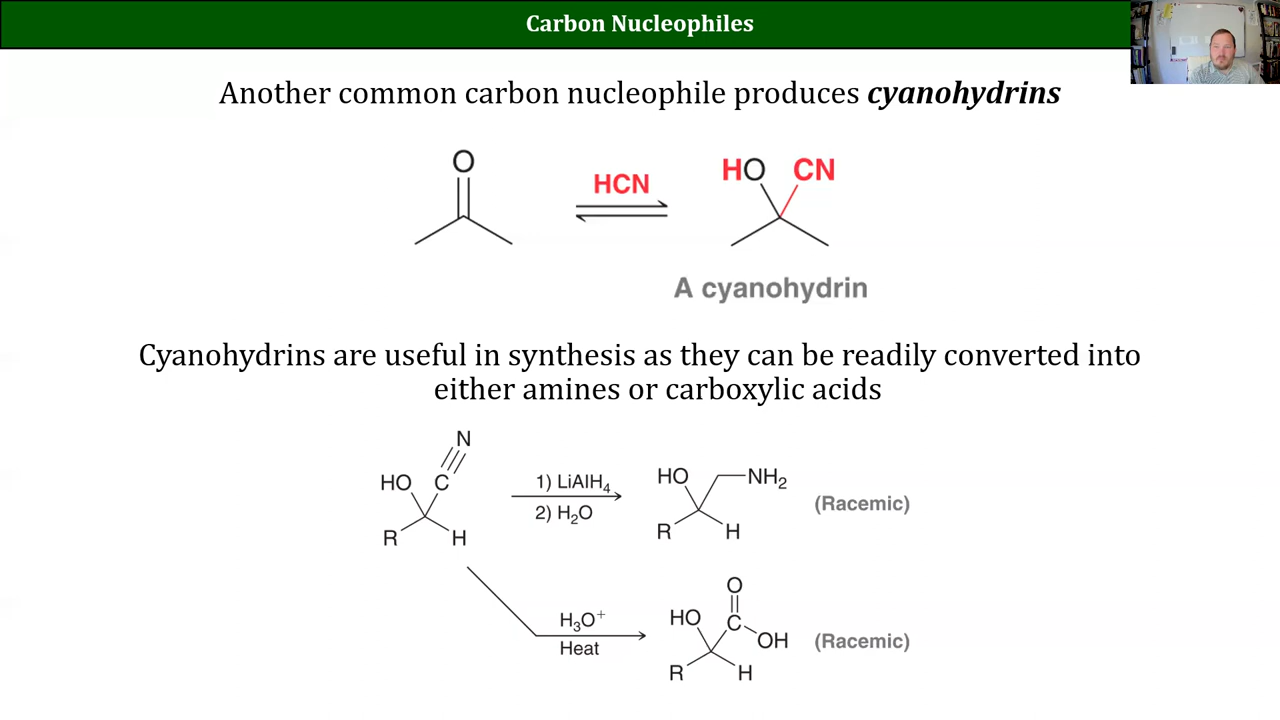 Carbon Nucleophiles
Another common carbon nucleophile produces cyanohydrins
O
HCN
HO CN
A cyanohydrin
Cyanohydrins are useful in synthesis as they can be readily converted into
either amines or carboxylic acids
N
HO C
R H
1) LiAlH₄
2) H₂O
HO NH₂
R H
(Racemic)
H₃O⁺
Heat
O
HO C
OH
R H
(Racemic)